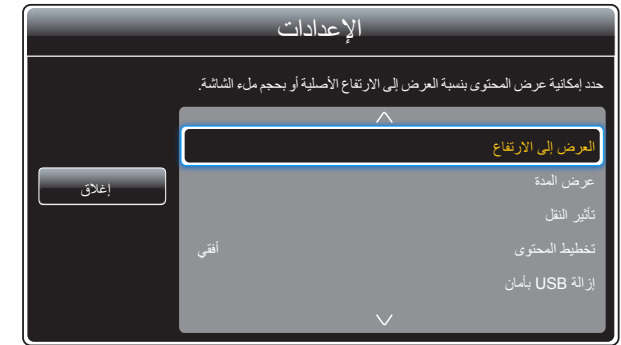 الإعدادات
حدد إمكانية عرض المحتوى بنسبة العرض إلى الارتفاع الأصلية أو بحجم ملء الشاشة.
العرض إلى الارتفاع
عرض المدة
تأثير النقل
تخطيط المحتوى أفقي
إزالة USB بأمان
إغلاق